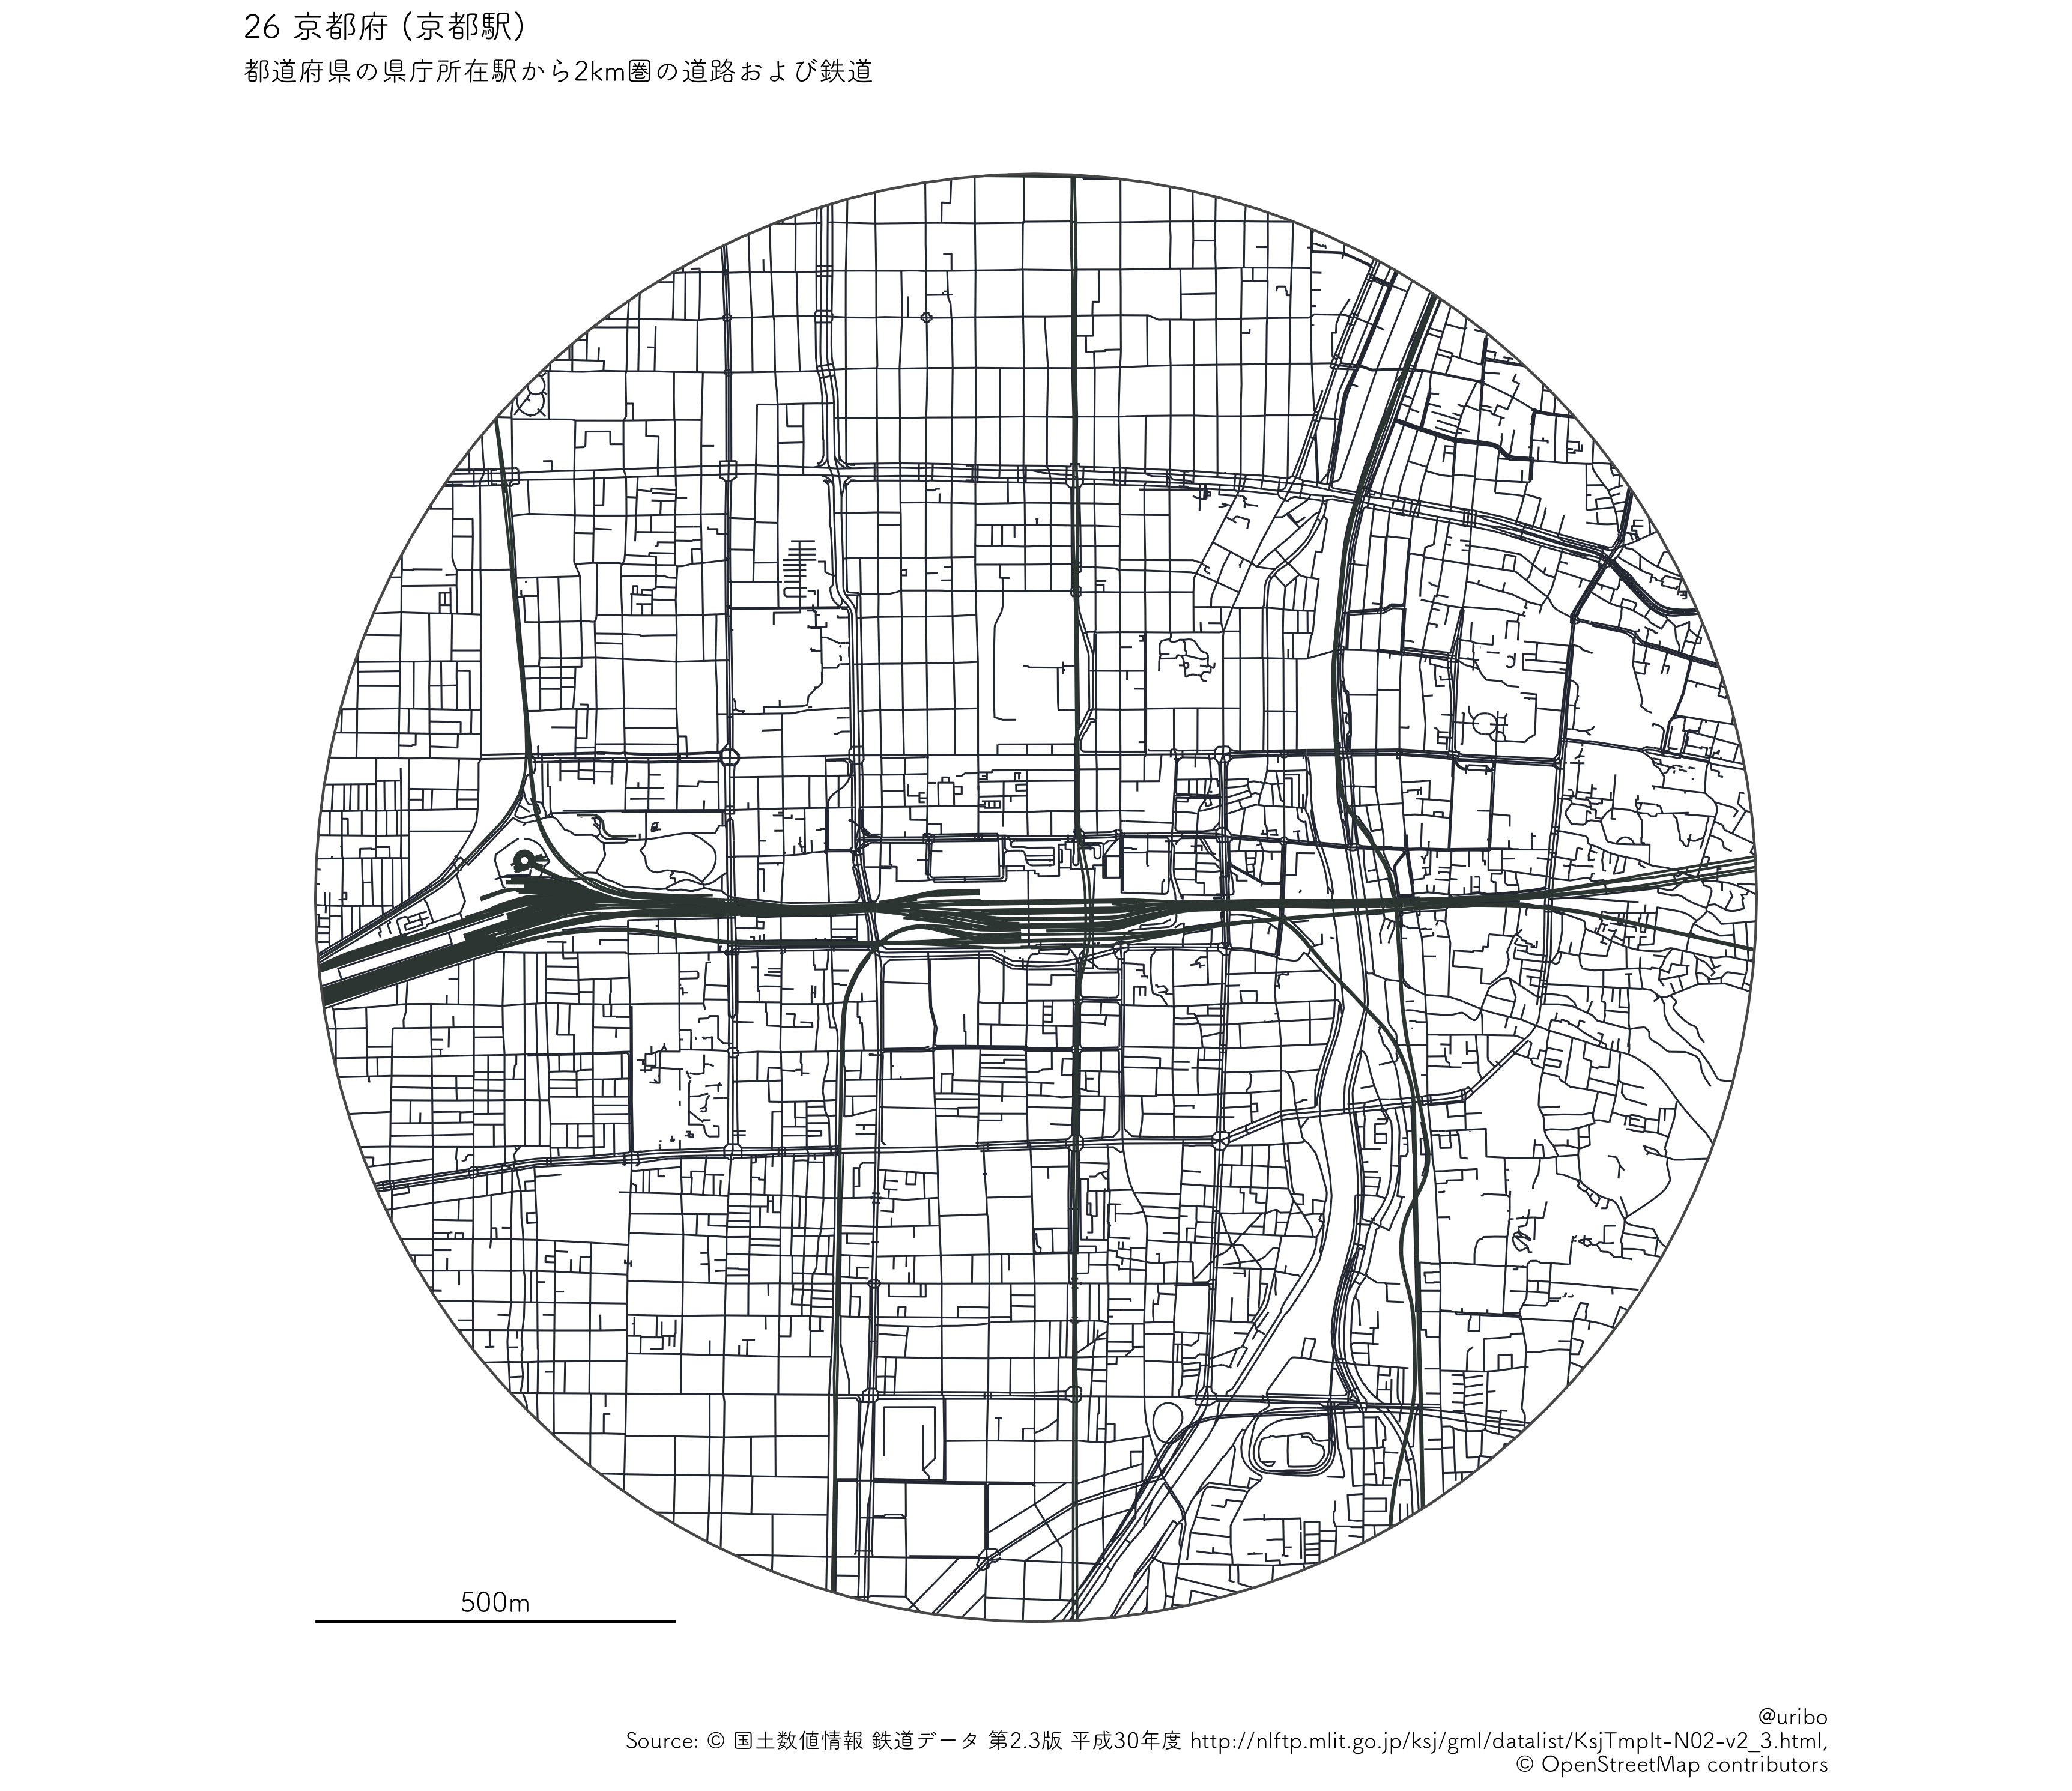 26 京都府 (京都駅)
都道府県の県庁所在駅から2km圏の道路および鉄道
500m
@uribo
Source: © 国土数値情報 鉄道データ 第2.3版 平成30年度 http://nlftp.mlit.go.jp/ksj/gml/datalist/KsjTmplt-N02-v2_3.html,
© OpenStreetMap contributors